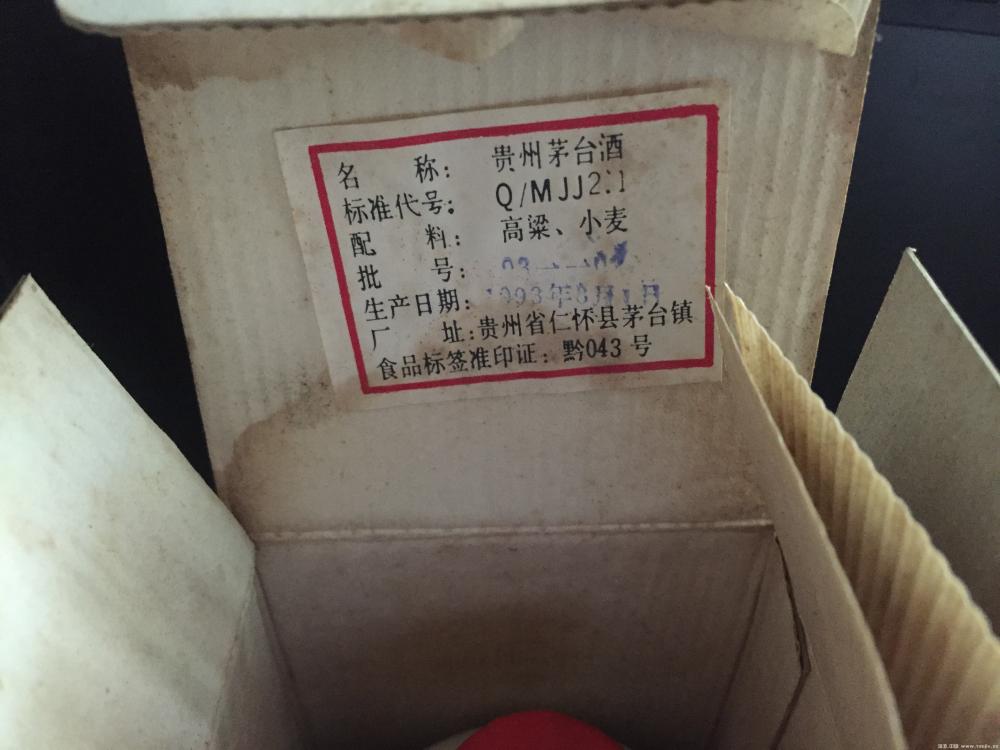 名 称: 贵州茅台酒
标准代号: Q/MJJ2.1
配 料: 高粱、小麦
批 号:
生产日期: 1993年8月1日
厂 址:贵州省仁怀县茅台镇
食品标签准印证: 黔043号